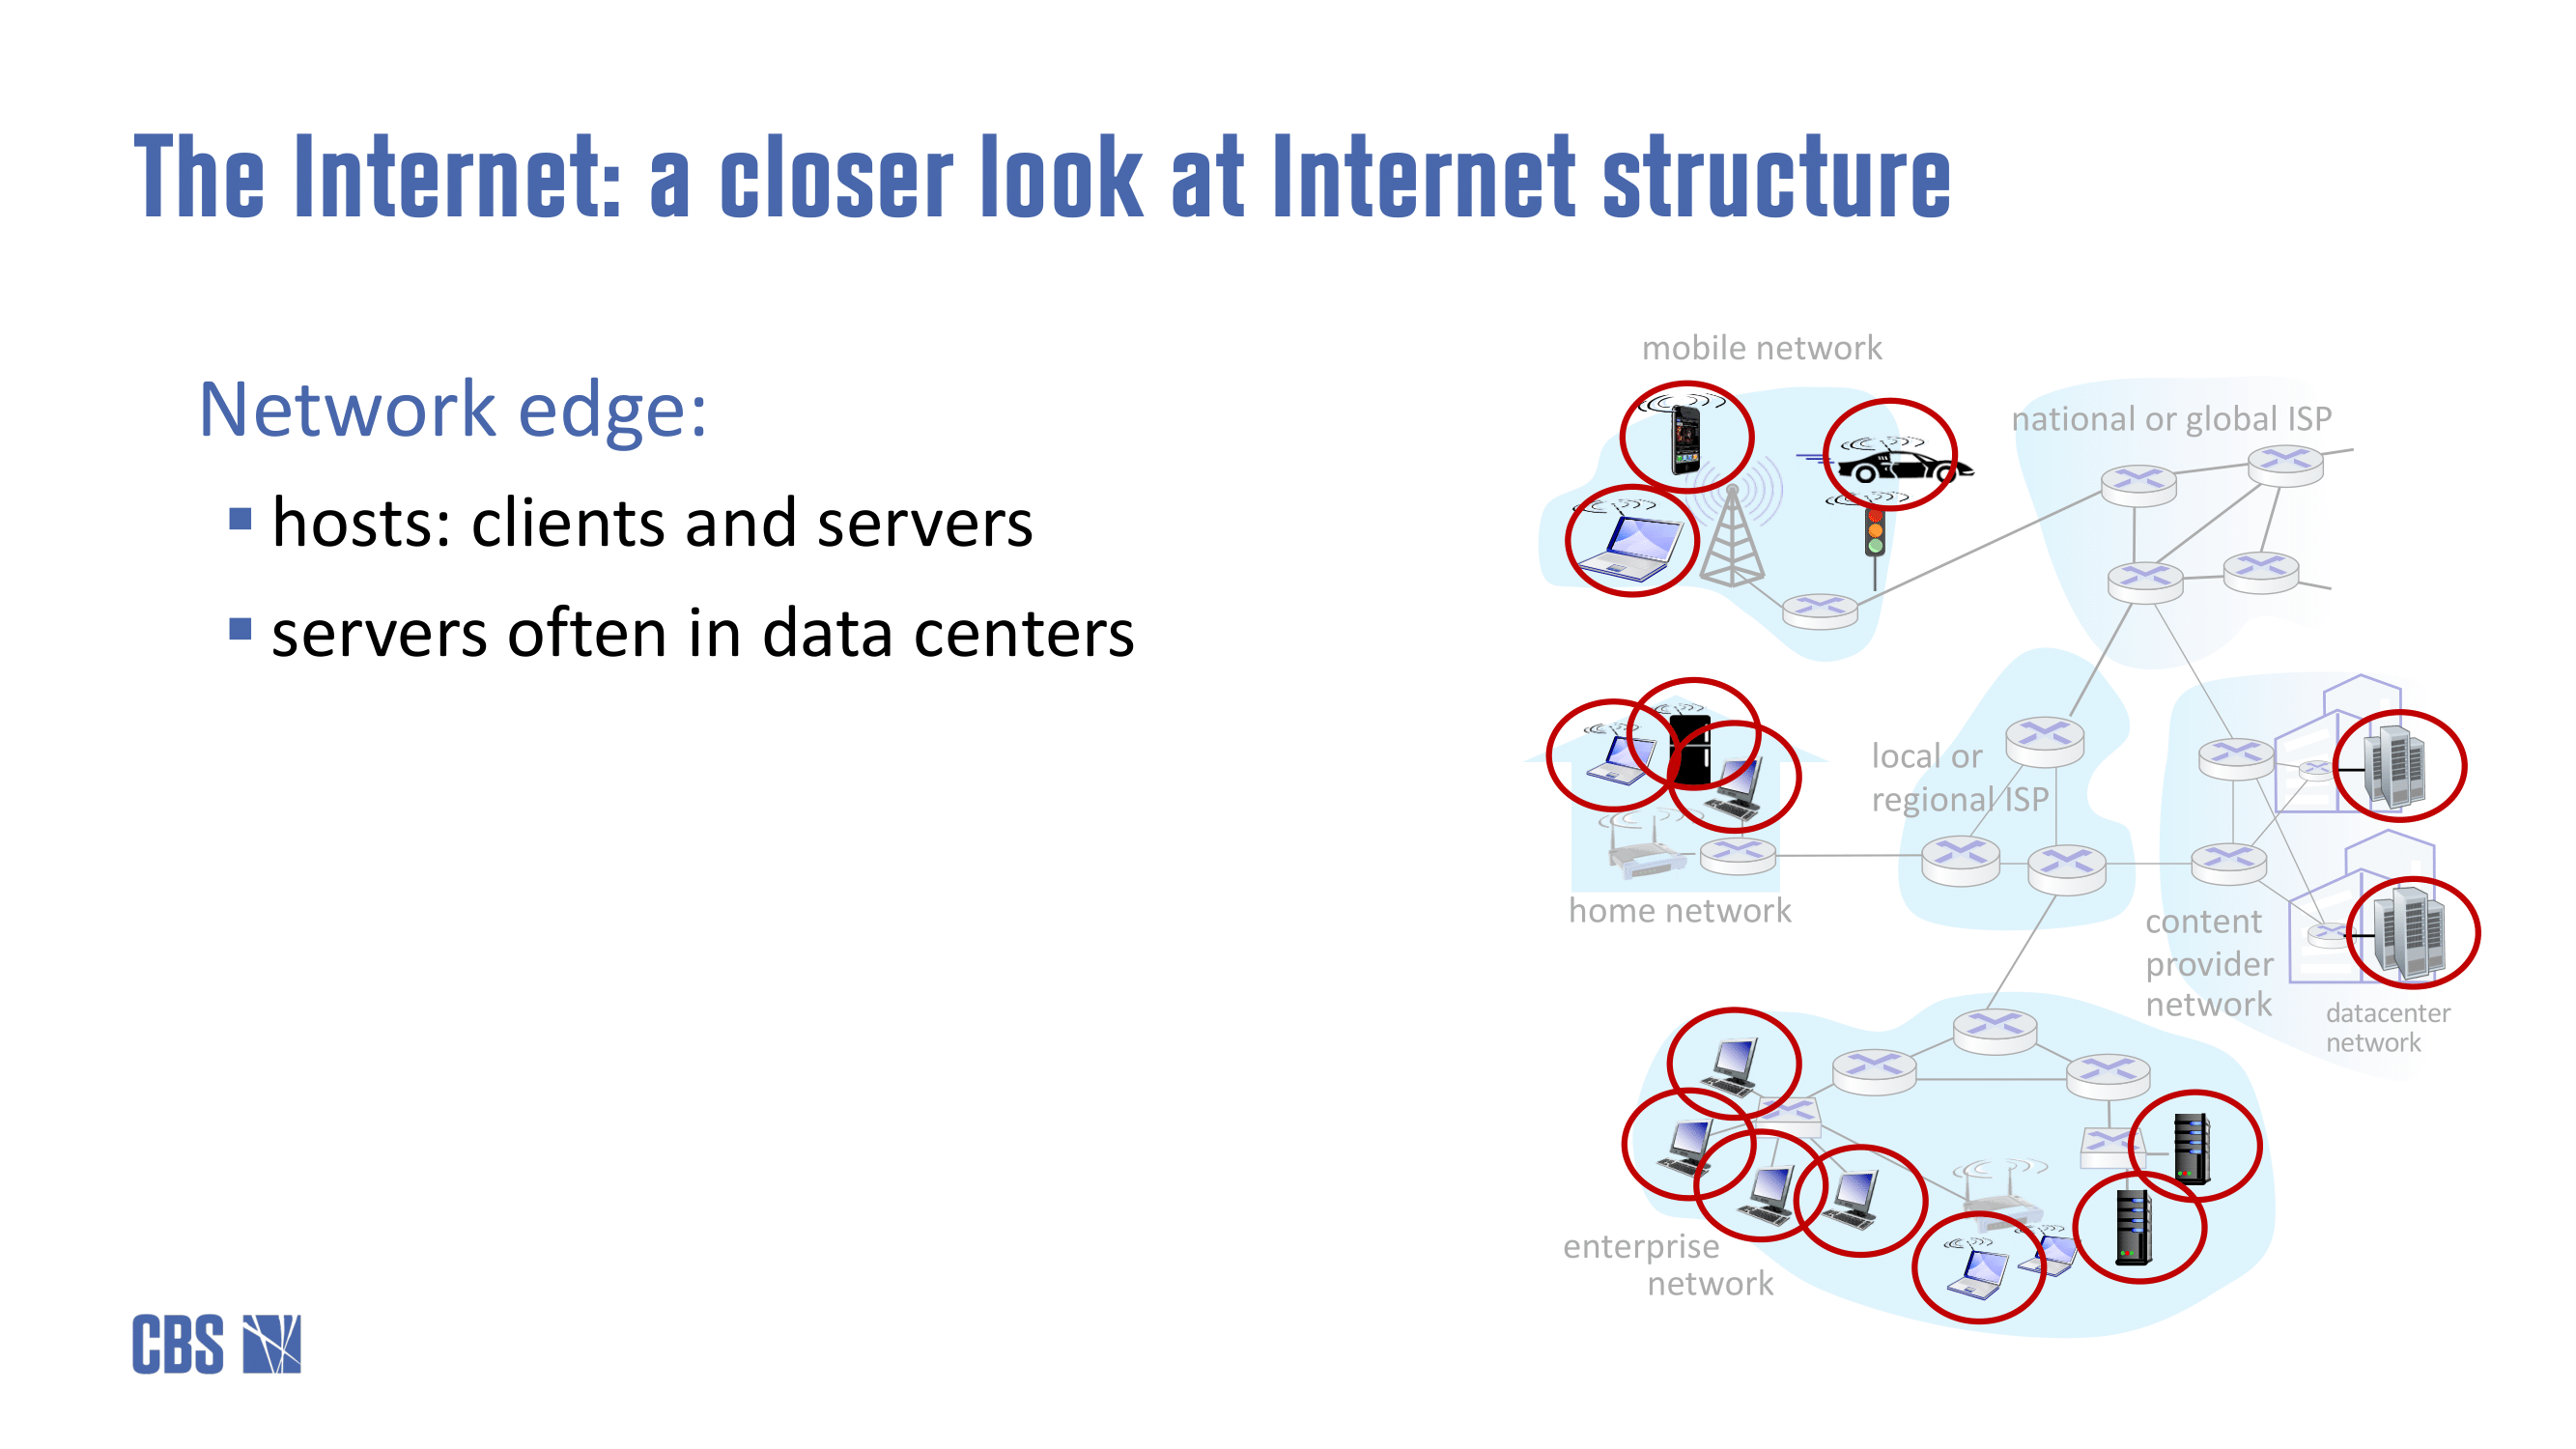 The Internet: a closer look at Internet structure
Network edge:
▪ hosts: clients and servers
▪ servers often in data centers
mobile network
national or global ISP
local or
regional ISP
home network
content
provider
network
datacenter
network
enterprise
network
CBS